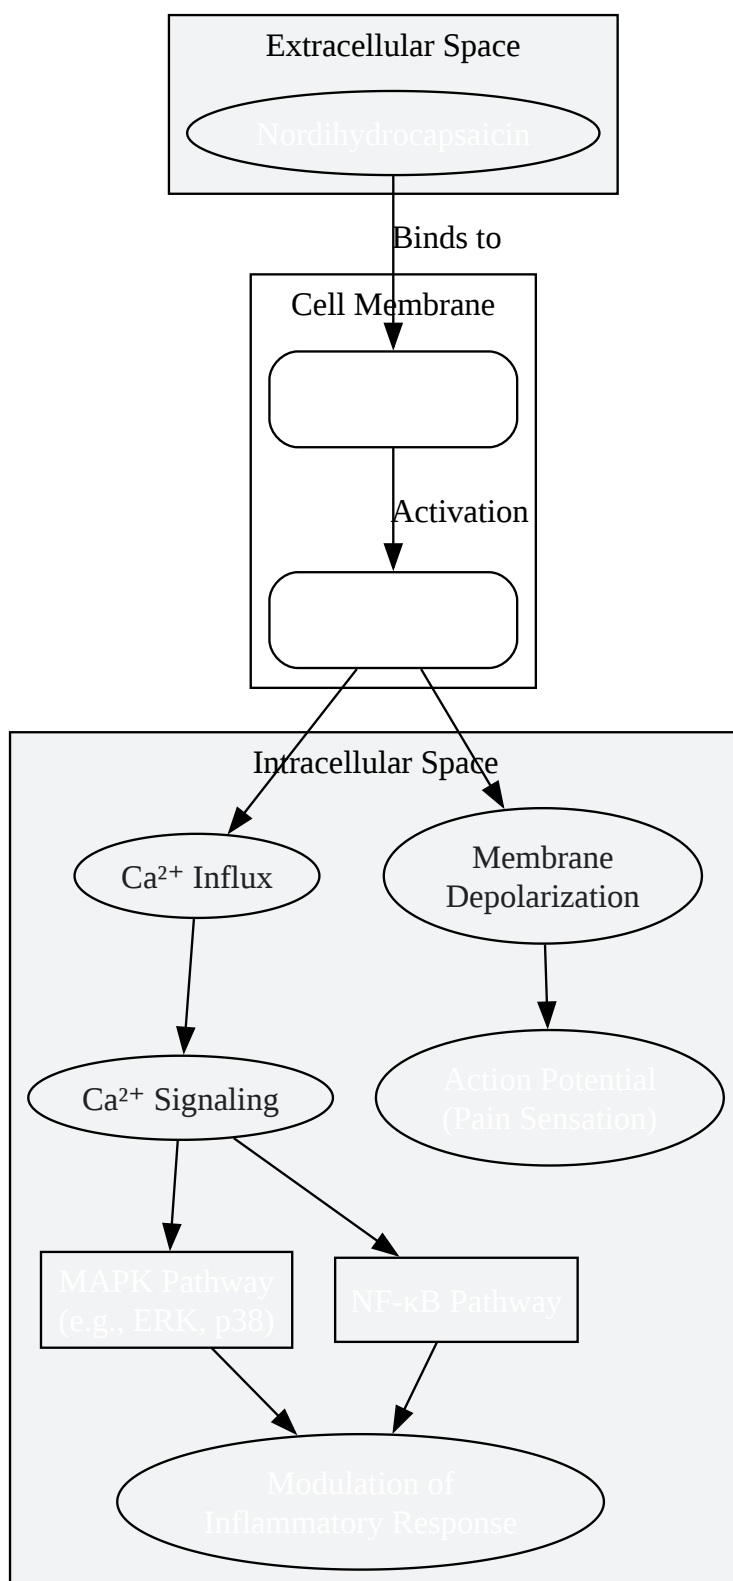 Extracellular Space
Nordihydrocapsaicin
Binds to
Cell Membrane
Activation
Intracellular Space
Ca²⁺ Influx
Membrane
Depolarization
Ca²⁺ Signaling
Action Potential
(Pain Sensation)
MAPK Pathway
(e.g., ERK, p38)
NF-κB Pathway
Modulation of
Inflammatory Response